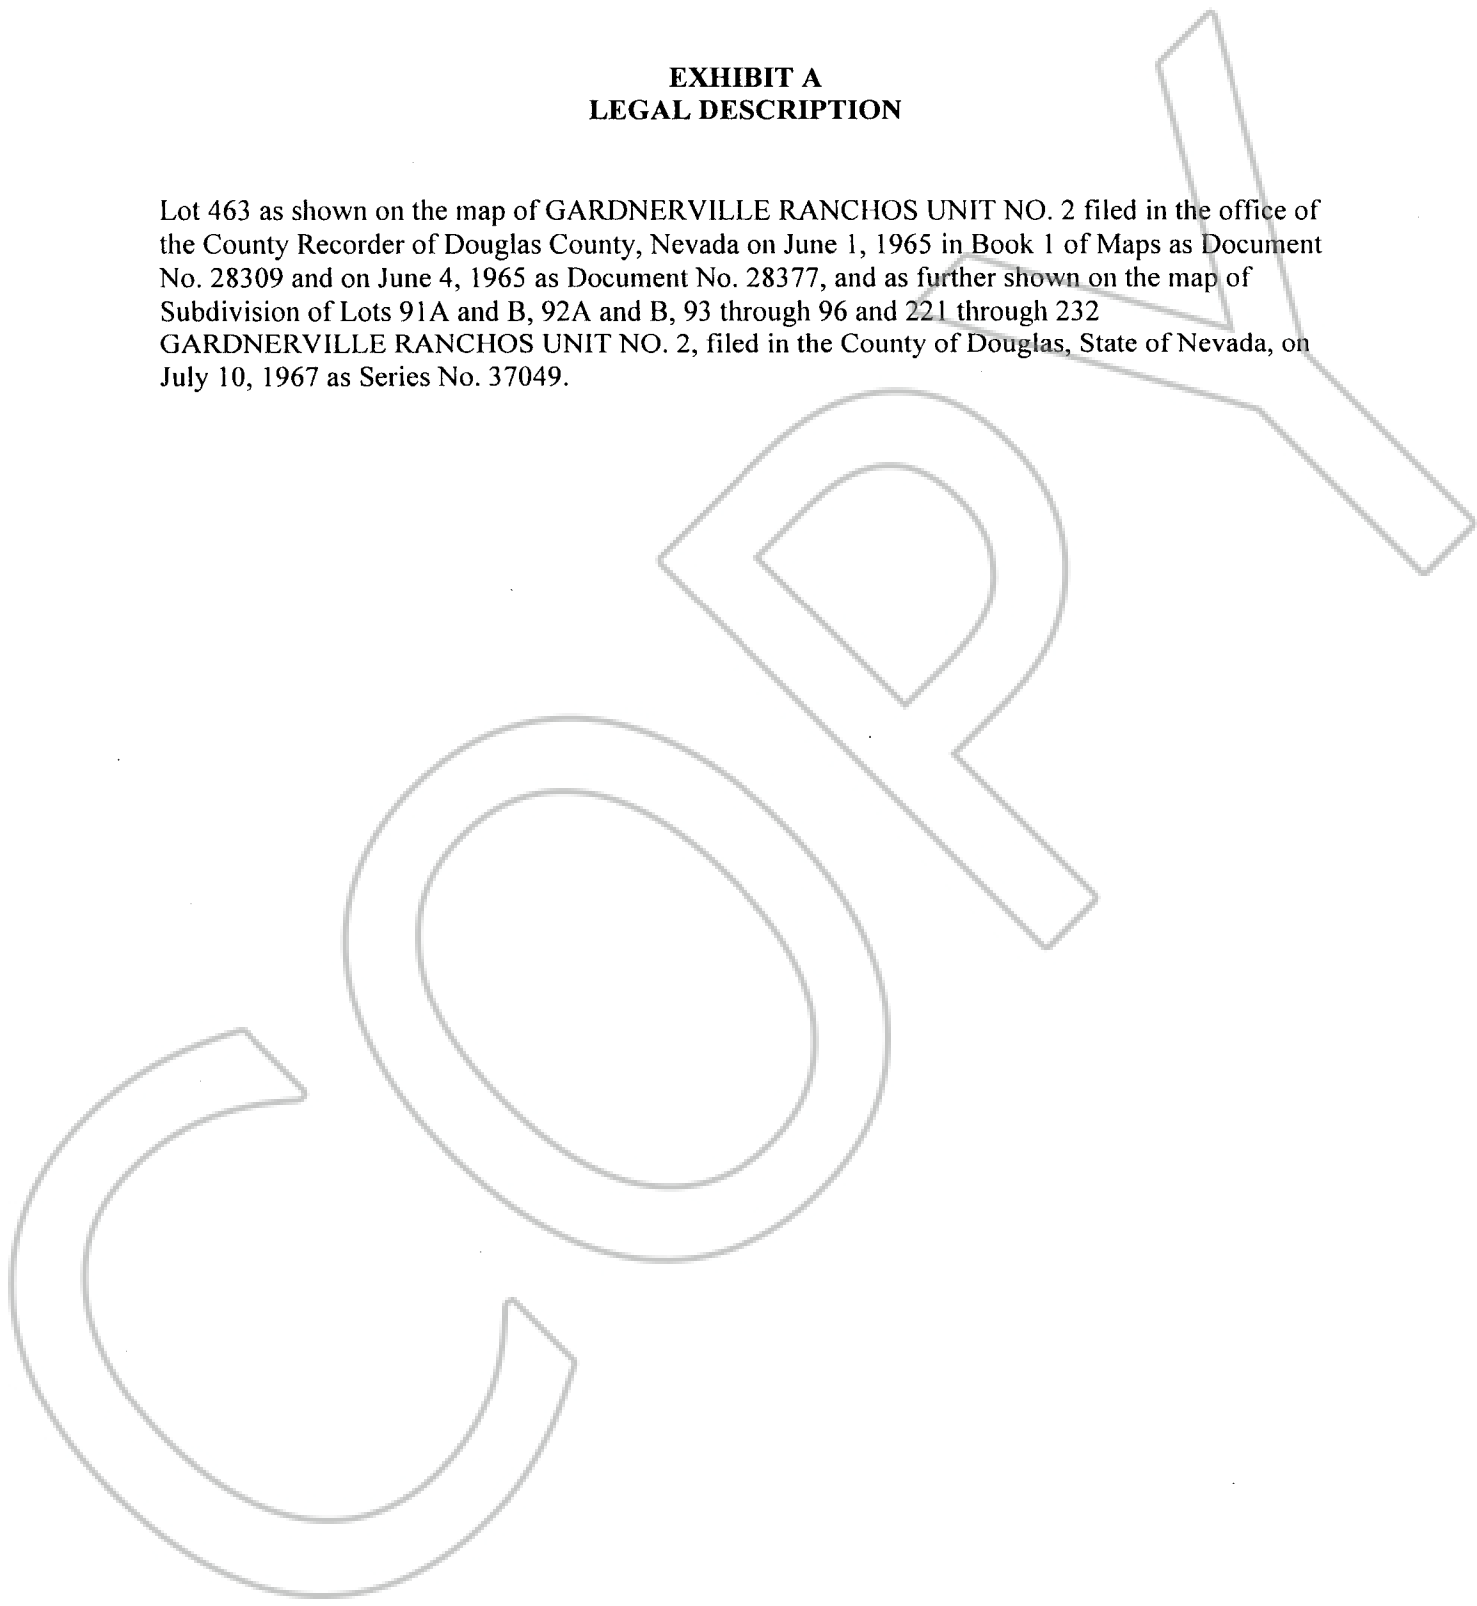 EXHIBIT A
LEGAL DESCRIPTION
Lot 463 as shown on the map of GARDNERVILLE RANCHOS UNIT NO. 2 filed in the office of
the County Recorder of Douglas County, Nevada on June 1, 1965 in Book 1 of Maps as Document
No. 28309 and on June 4, 1965 as Document No. 28377, and as further shown on the map of
Subdivision of Lots 91A and B, 92A and B, 93 through 96 and 221 through 232
GARDNERVILLE RANCHOS UNIT NO. 2, filed in the County of Douglas, State of Nevada, on
July 10, 1967 as Series No. 37049.
COPY